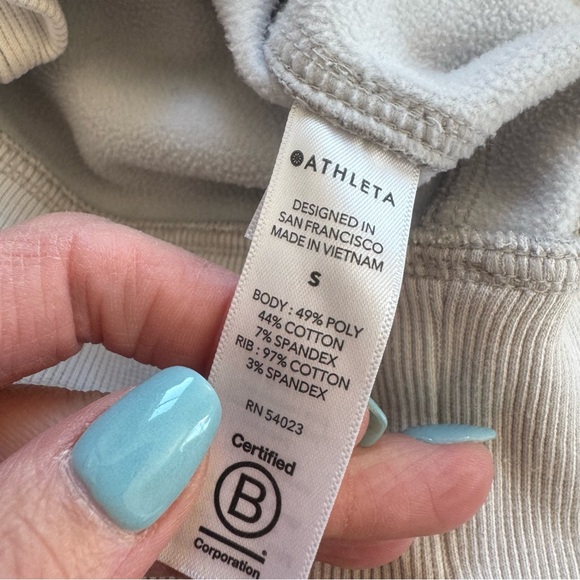 ATHLETA
DESIGNED IN
SAN FRANCISCO
MADE IN VIETNAM
S
BODY : 49% POLY
44% COTTON
7% SPANDEX
RIB : 97% COTTON
3% SPANDEX
RN 54023
Certified
B
Corporation